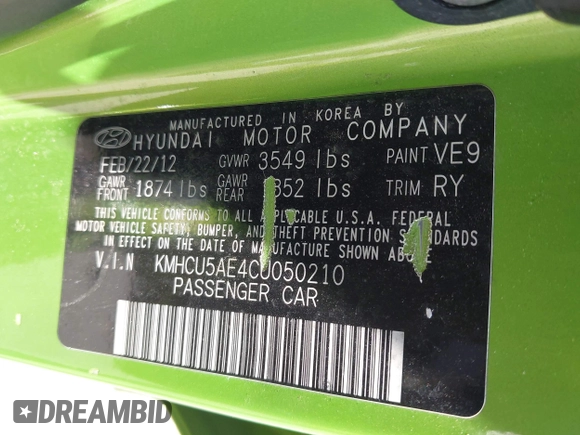 MANUFACTURED IN KOREA BY
HYUNDAI MOTOR COMPANY
FEB/22/12 GVWR 3549 lbs PAINT VE9
GAWR FRONT 1874 lbs GAWR REAR lbs TRIM RY
THIS VEHICLE CONFORMS TO ALL APPLICABLE U.S.A. FEDERAL
MOTOR VEHICLE SAFETY, BUMPER, AND THEFT PREVENTION STANDARDS
IN EFFECT ON THE DATE OF MANUFACTURE SHOWN ABOVE
V.I.N KMHCU5AE4CU050210
PASSENGER CAR
DREAMBID